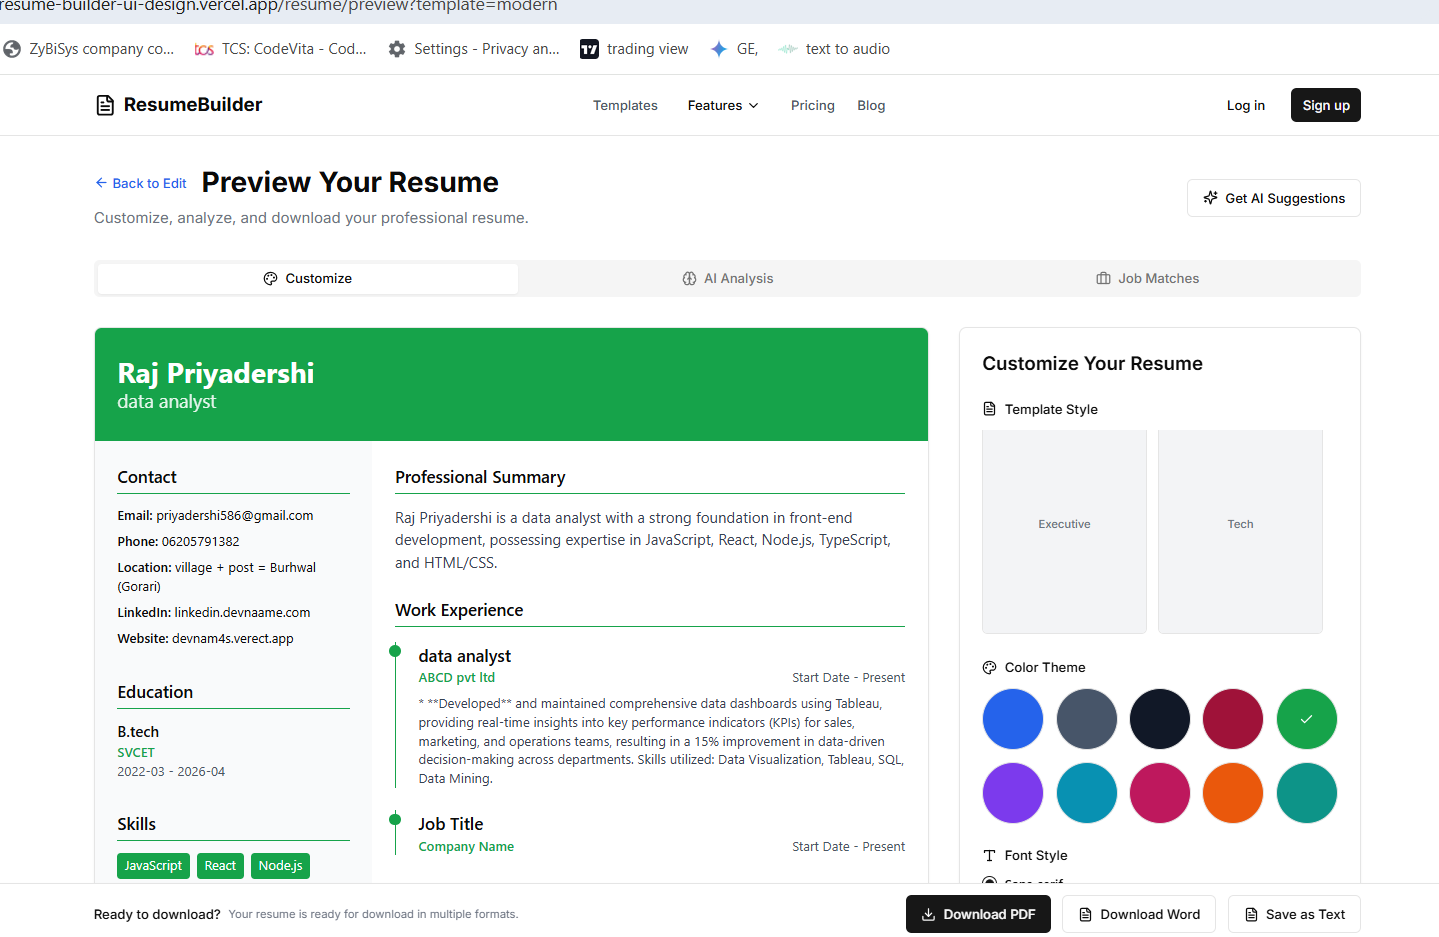 resume-builder-ui-design.vercel.app/resume/preview?template=modern
ZyBiSys company co...
TCS: CodeVita - Cod...
Settings - Privacy an...
trading view
GE,
text to audio
ResumeBuilder
Templates
Features
Pricing
Blog
Log in
Sign up
Back to Edit
Preview Your Resume
Customize, analyze, and download your professional resume.
Get AI Suggestions
Customize
AI Analysis
Job Matches
Raj Priyadershi
data analyst
Contact
Email: priyadershi586@gmail.com
Phone: 06205791382
Location: village + post = Burhwal
(Gorari)
LinkedIn: linkedin.devnaame.com
Website: devnam4s.verect.app
Education
B.tech
SVCET
2022-03 - 2026-04
Skills
JavaScript
React
Node.js
Professional Summary
Raj Priyadershi is a data analyst with a strong foundation in front-end
development, possessing expertise in JavaScript, React, Node.js, TypeScript,
and HTML/CSS.
Work Experience
data analyst
ABCD pvt ltd
Start Date - Present
* **Developed** and maintained comprehensive data dashboards using Tableau,
providing real-time insights into key performance indicators (KPIs) for sales,
marketing, and operations teams, resulting in a 15% improvement in data-driven
decision-making across departments. Skills utilized: Data Visualization, Tableau, SQL,
Data Mining.
Job Title
Company Name
Start Date - Present
Customize Your Resume
Template Style
Executive
Tech
Color Theme
Font Style
Sans-serif
Ready to download?
Your resume is ready for download in multiple formats.
Download PDF
Download Word
Save as Text